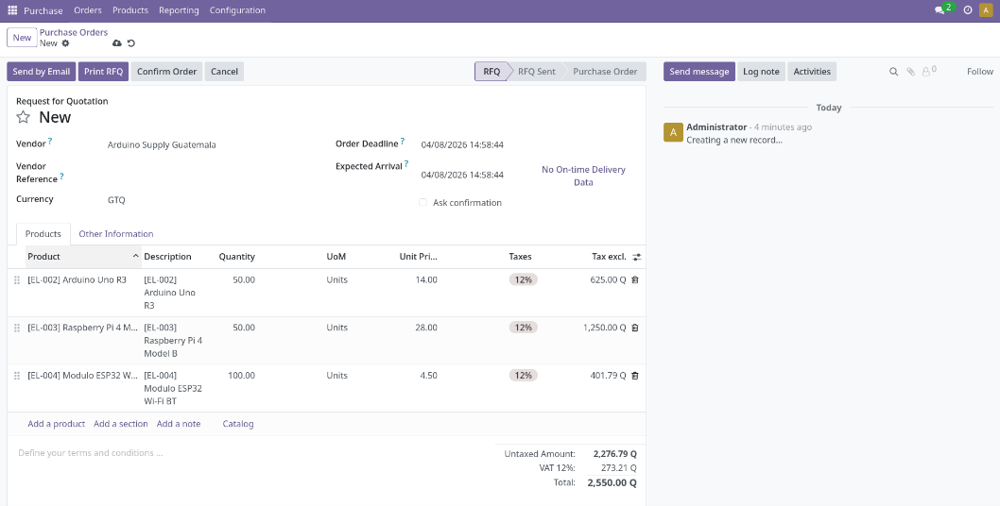 Purchase Orders Products Reporting Configuration 2 A
New Purchase Orders
New
Send by Email Print RFQ Confirm Order Cancel RFQ RFQ Sent Purchase Order Send message Log note Activities 0 Follow
Request for Quotation
New
Today
A Administrator - 4 minutes ago
Creating a new record...
Vendor ? Arduino Supply Guatemala
Order Deadline ? 04/08/2026 14:58:44
Vendor
Reference ?
Expected Arrival ? 04/08/2026 14:58:44
No On-time Delivery
Data
Currency GTQ
Ask confirmation
Products Other Information
Product Description Quantity UoM Unit Pri... Taxes Tax excl.
[EL-002] Arduino Uno R3 [EL-002] 50.00 Units 14.00 12% 625.00 Q
Arduino Uno
R3
[EL-003] Raspberry Pi 4 M... [EL-003] 50.00 Units 28.00 12% 1,250.00 Q
Raspberry Pi 4
Model B
[EL-004] Modulo ESP32 W... [EL-004] 100.00 Units 4.50 12% 401.79 Q
Modulo ESP32
Wi-Fi BT
Add a product Add a section Add a note Catalog
Define your terms and conditions ...
Untaxed Amount: 2,276.79 Q
VAT 12%: 273.21 Q
Total: 2,550.00 Q